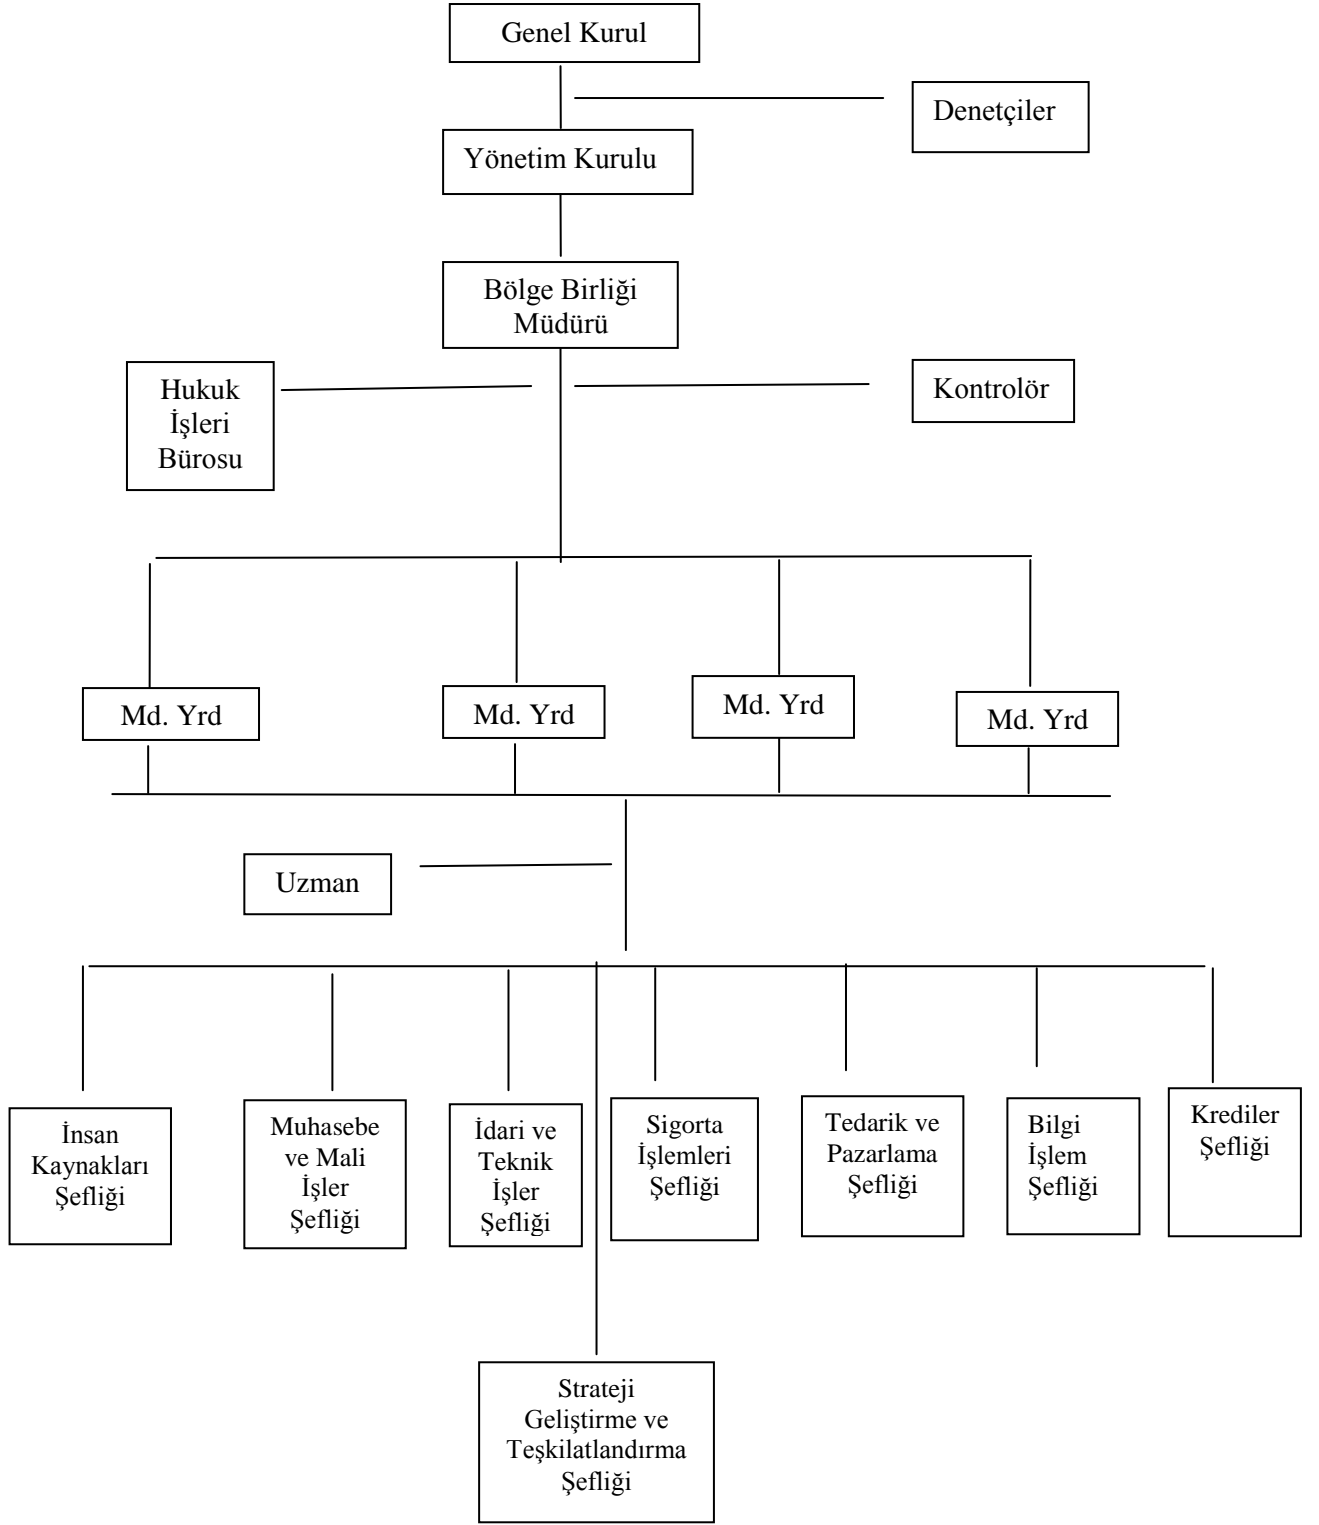 Genel Kurul
Denetçiler
Yönetim Kurulu
Bölge Birliği
Müdürü
Hukuk
İşleri
Bürosu
Kontrolör
Md. Yrd
Md. Yrd
Md. Yrd
Md. Yrd
Uzman
İnsan
Kaynakları
Şefliği
Muhasebe
ve Mali
İşler
Şefliği
İdari ve
Teknik
İşler
Şefliği
Sigorta
İşlemleri
Şefliği
Tedarik ve
Pazarlama
Şefliği
Bilgi
İşlem
Şefliği
Krediler
Şefliği
Strateji
Geliştirme ve
Teşkilatlandırma
Şefliği